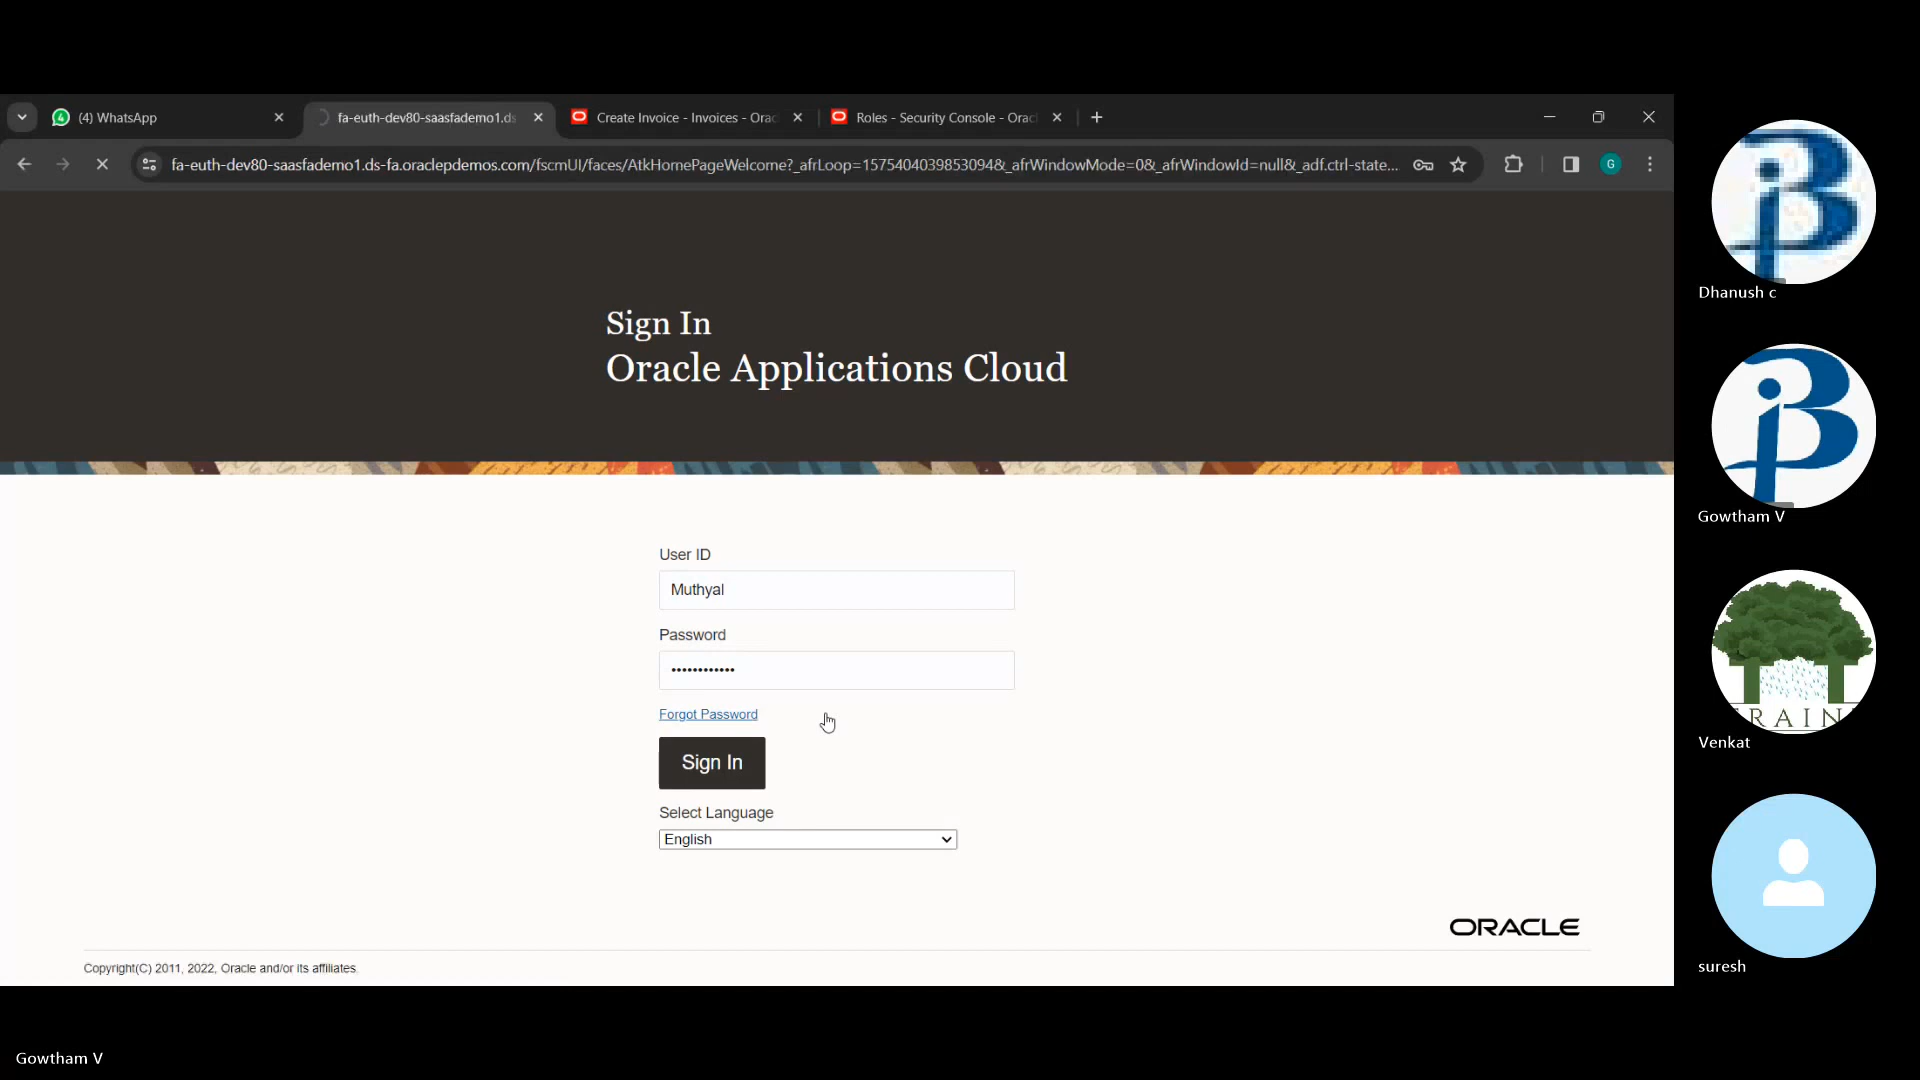 (4) WhatsApp
fa-euth-dev80-saasfademo1.ds
Create Invoice - Invoices - Orac
Roles - Security Console - Orac
fa-euth-dev80-saasfademo1.ds-fa.oraclepdemos.com/fscmUI/faces/AtkHomePageWelcome?_afrLoop=15754040398530948&_afrWindowMode=0&_afrWindowId=null&_adf.ctrl-state...
G
Sign In
Oracle Applications Cloud
User ID
Muthyal
Password
••••••••••••
Forgot Password
Sign In
Select Language
English
ORACLE
Copyright(C) 2011, 2022, Oracle and/or its affiliates.
Dhanush c
Gowtham V
RAIN
Venkat
suresh
Gowtham V